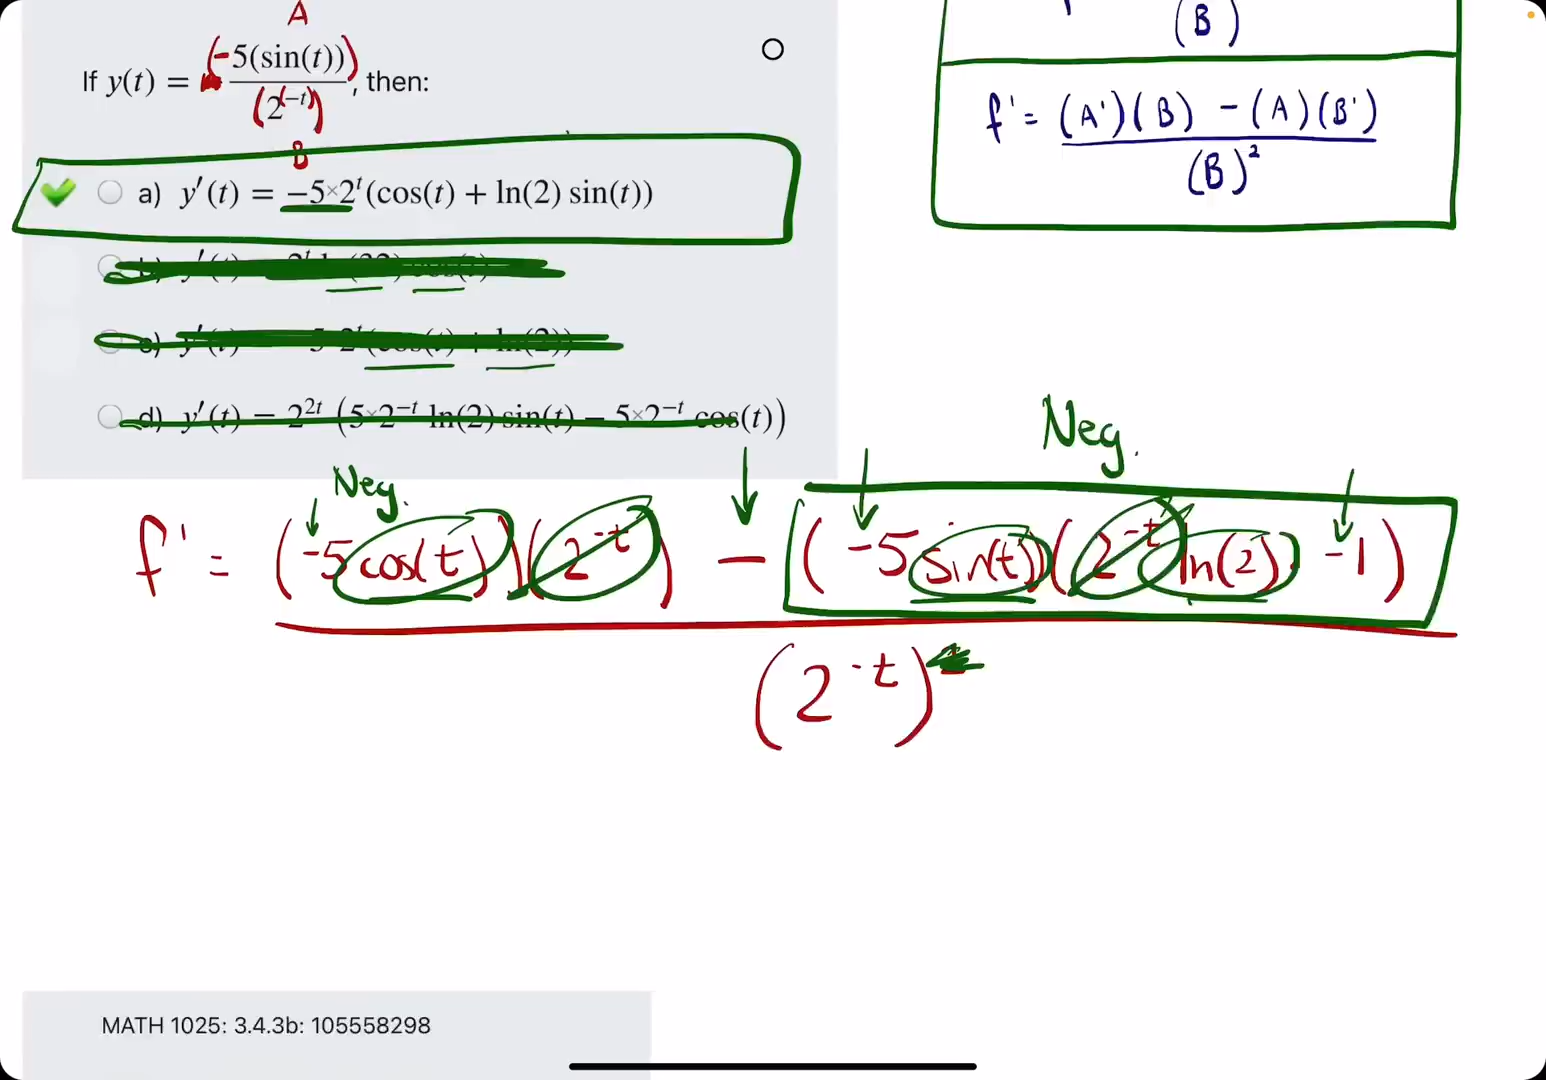 A
If y(t) = (-5(sin(t))) / (2^(-t)), then:
B
a) y′(t) = −5×2^t (cos(t) + ln(2) sin(t))
d) y′(t) = 2^2t (5×2^−t ln(2) sin(t) − 5×2^−t cos(t))
(B)
f' = (A')(B) - (A)(B') / (B)^2
Neg.
Neg.
f' = (-5 cos(t))(2^-t) - (-5 sin(t))(2^-t ln(2) · -1) / (2^-t)
MATH 1025: 3.4.3b: 105558298